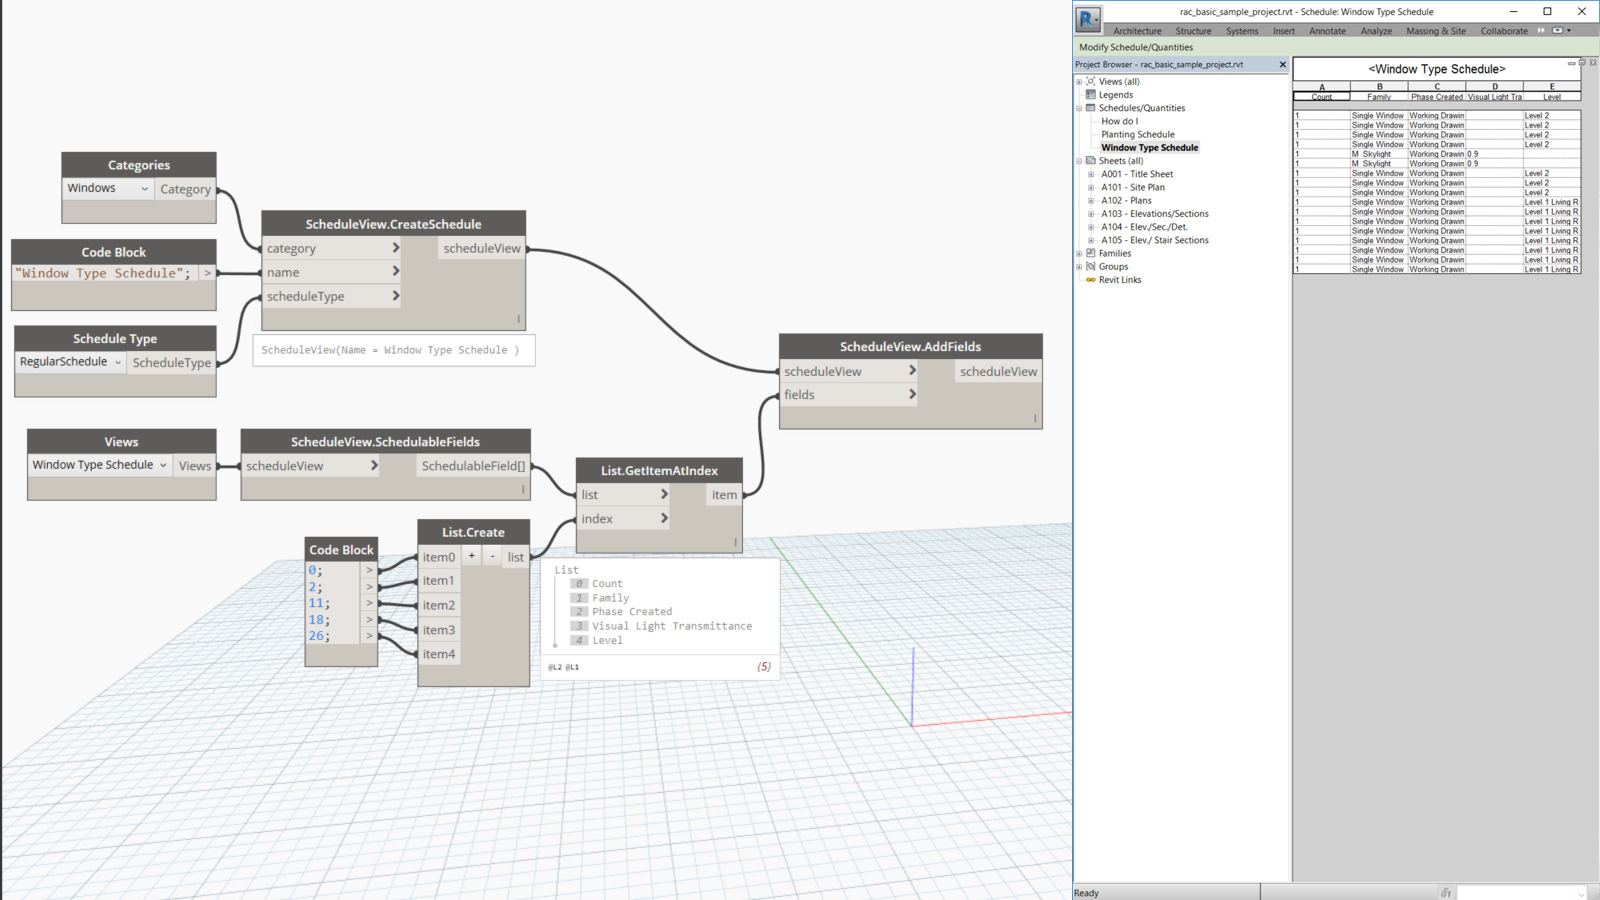 Categories
Windows
Category
Code Block
"Window Type Schedule";
>
Schedule Type
RegularSchedule
ScheduleType
ScheduleView.CreateSchedule
category
>
scheduleView
name
>
scheduleType
>
ScheduleView(Name = Window Type Schedule )
Views
Window Type Schedule
Views
ScheduleView.SchedulableFields
scheduleView
>
SchedulableField[]
Code Block
0;
>
2;
>
11;
>
18;
>
26;
>
List.Create
item0
+
-
list
item1
item2
item3
item4
List.GetItemAtIndex
list
>
item
index
>
List
0 Count
1 Family
2 Phase Created
3 Visual Light Transmittance
4 Level
@L2 @L1
{5}
ScheduleView.AddFields
scheduleView
>
scheduleView
fields
>
rac_basic_sample_project.rvt - Schedule: Window Type Schedule
Architecture Structure Systems Insert Annotate Analyze Massing & Site Collaborate
Modify Schedule/Quantities
Project Browser - rac_basic_sample_project.rvt
Views (all)
Legends
Schedules/Quantities
How do I
Planting Schedule
Window Type Schedule
Sheets (all)
A001 - Title Sheet
A101 - Site Plan
A102 - Plans
A103 - Elevations/Sections
A104 - Elev./Sec./Det.
A105 - Elev./ Stair Sections
Families
Groups
Revit Links
<Window Type Schedule>
A B C D E
Count Family Phase Created Visual Light Tra Level
1 Single Window Working Drawin Level 2
1 Single Window Working Drawin Level 2
1 Single Window Working Drawin Level 2
1 Single Window Working Drawin Level 2
1 M_Skylight Working Drawin 0.9
1 M_Skylight Working Drawin 0.9
1 Single Window Working Drawin Level 2
1 Single Window Working Drawin Level 2
1 Single Window Working Drawin Level 2
1 Single Window Working Drawin Level 1 Living R
1 Single Window Working Drawin Level 1 Living R
1 Single Window Working Drawin Level 1 Living R
1 Single Window Working Drawin Level 1 Living R
1 Single Window Working Drawin Level 1 Living R
1 Single Window Working Drawin Level 1 Living R
1 Single Window Working Drawin Level 1 Living R
1 Single Window Working Drawin Level 1 Living R
Ready